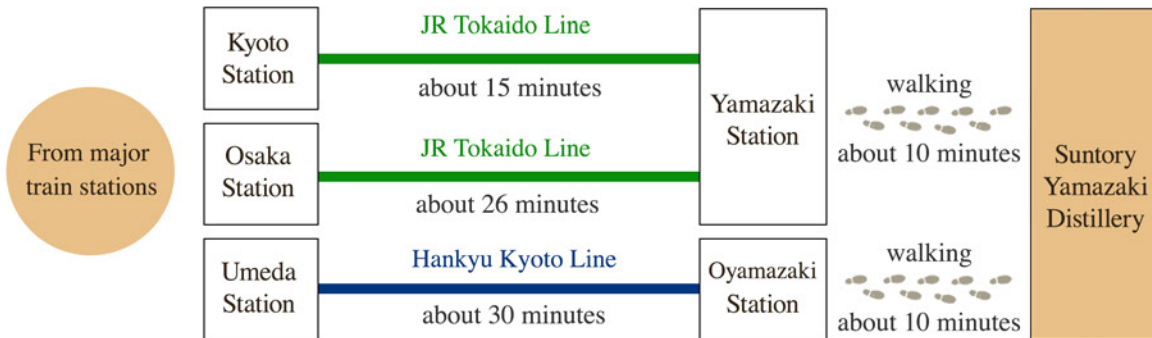 From major
train stations
Kyoto
Station
JR Tokaido Line
about 15 minutes
Osaka
Station
JR Tokaido Line
about 26 minutes
Yamazaki
Station
walking
about 10 minutes
Umeda
Station
Hankyu Kyoto Line
about 30 minutes
Oyamazaki
Station
walking
about 10 minutes
Suntory
Yamazaki
Distillery